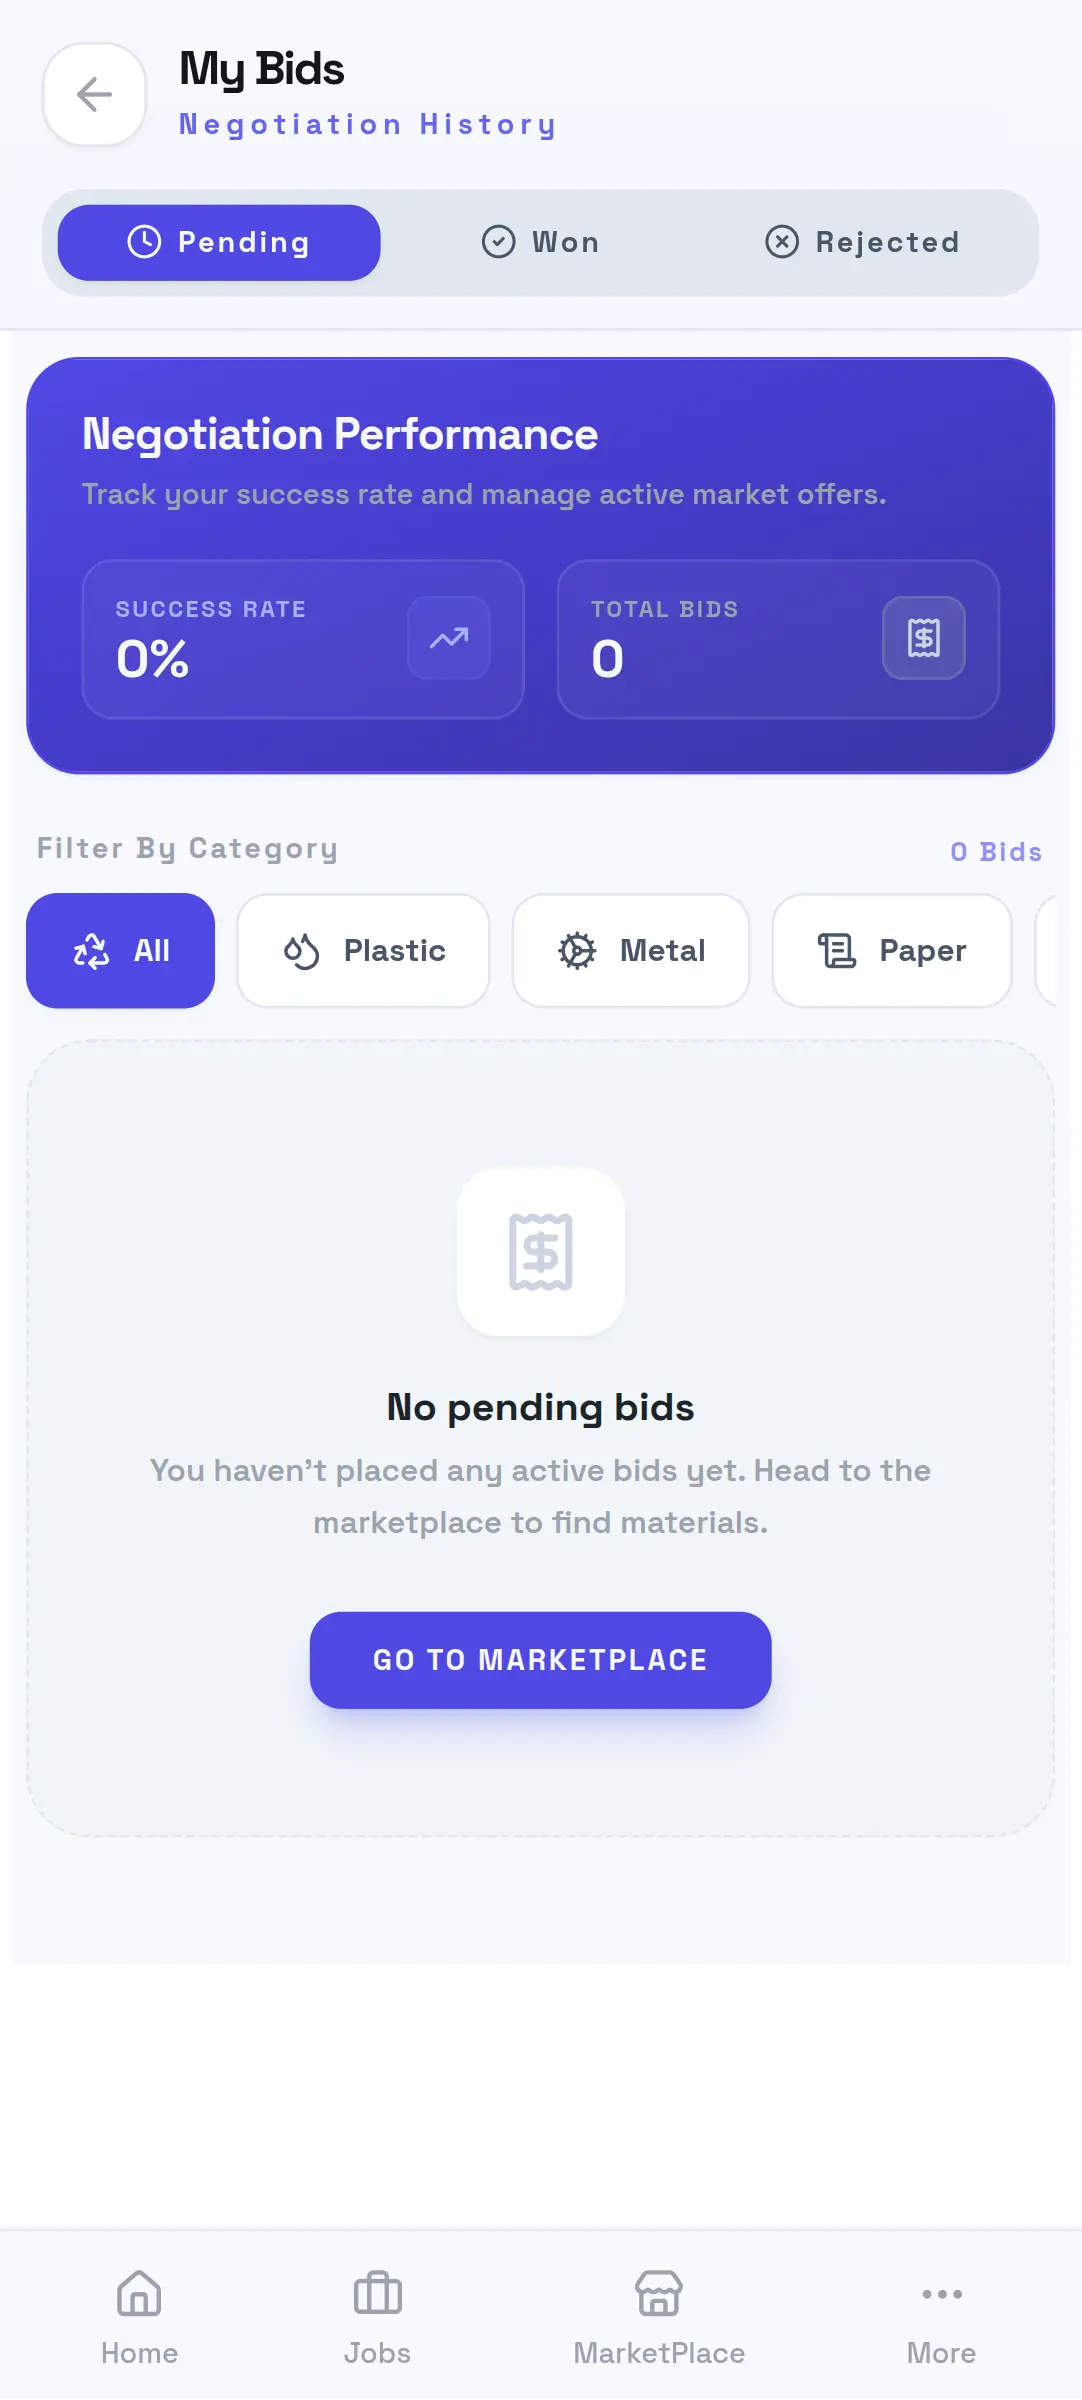 My Bids
Negotiation History
Pending
Won
Rejected
Negotiation Performance
Track your success rate and manage active market offers.
SUCCESS RATE
0%
TOTAL BIDS
0
Filter By Category
0 Bids
All
Plastic
Metal
Paper
No pending bids
You haven't placed any active bids yet. Head to the
marketplace to find materials.
GO TO MARKETPLACE
Home
Jobs
MarketPlace
More